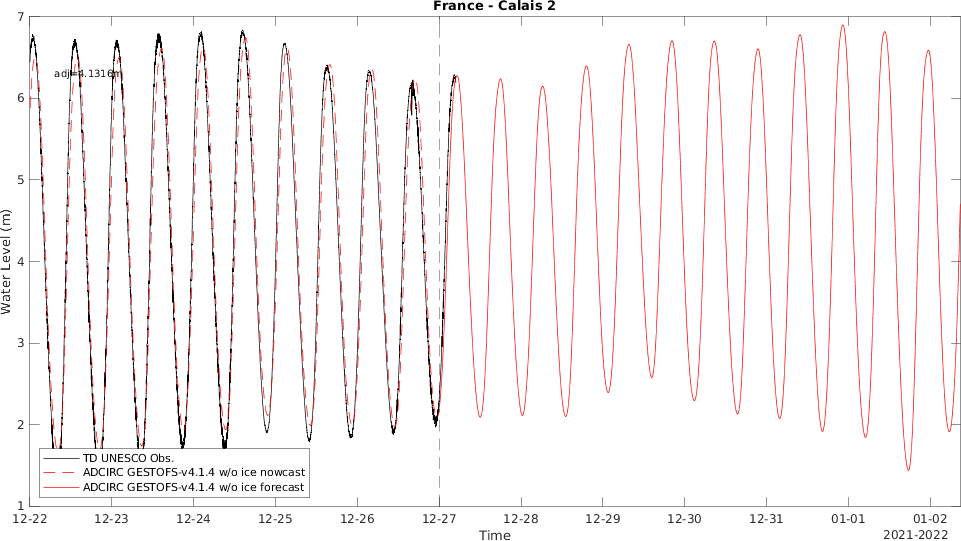 France - Calais 2
7
adj=4.1316m
6
5
4
3
2
1
Water Level (m)
TD UNESCO Obs.
ADCIRC GESTOFS-v4.1.4 w/o ice nowcast
ADCIRC GESTOFS-v4.1.4 w/o ice forecast
12-22 12-23 12-24 12-25 12-26 12-27 12-28 12-29 12-30 12-31 01-01 01-02
Time
2021-2022